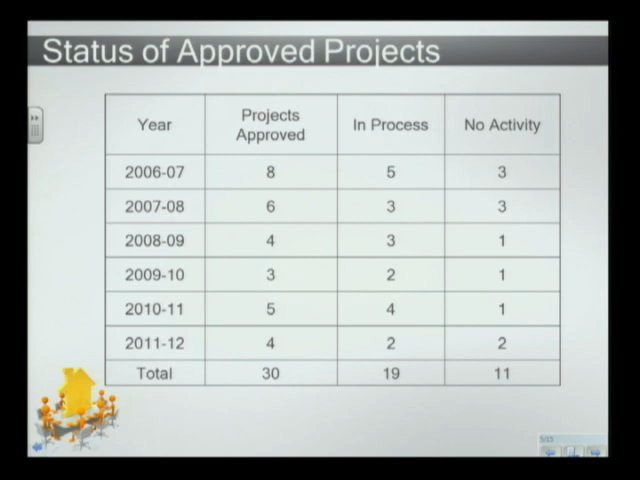 Status of Approved Projects
Year Projects Approved In Process No Activity
2006-07 8 5 3
2007-08 6 3 3
2008-09 4 3 1
2009-10 3 2 1
2010-11 5 4 1
2011-12 4 2 2
Total 30 19 11
5/15